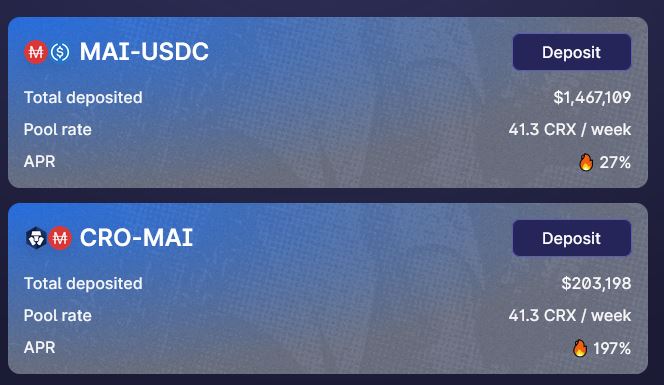 MAI-USDC
Deposit
Total deposited $1,467,109
Pool rate 41.3 CRX / week
APR 🔥 27%
CRO-MAI
Deposit
Total deposited $203,198
Pool rate 41.3 CRX / week
APR 🔥 197%